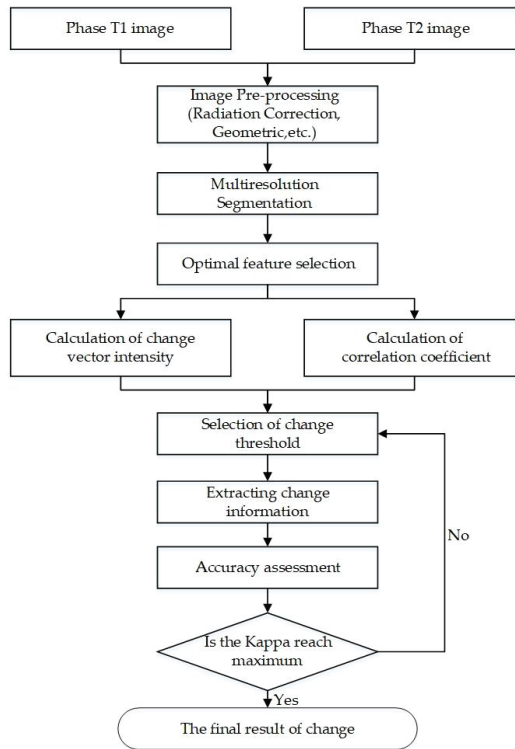 Phase T1 image
Phase T2 image
Image Pre-processing
(Radiation Correction,
Geometric,etc.)
Multiresolution
Segmentation
Optimal feature selection
Calculation of change
vector intensity
Calculation of
correlation coefficient
Selection of change
threshold
Extracting change
information
No
Accuracy assessment
Is the Kappa reach
maximum
Yes
The final result of change